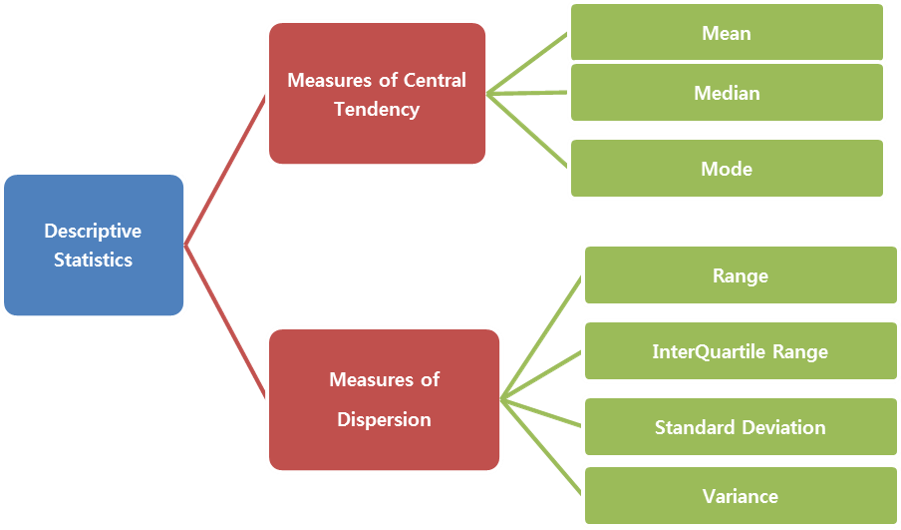 Descriptive
Statistics
Measures of Central
Tendency
Mean
Median
Mode
Measures of
Dispersion
Range
InterQuartile Range
Standard Deviation
Variance